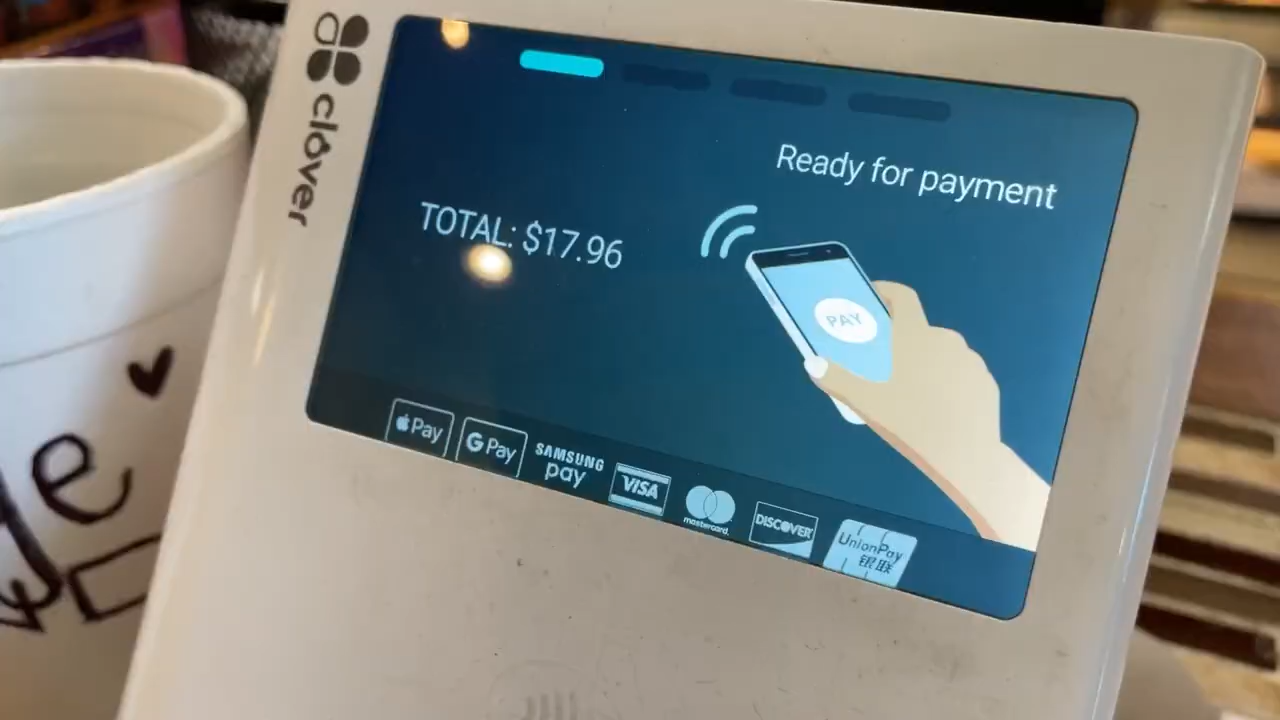 clover
Ready for payment
TOTAL: $17.96
PAY
Pay
G Pay
SAMSUNG
pay
VISA
mastercard.
DISCOVER
UnionPay
银联